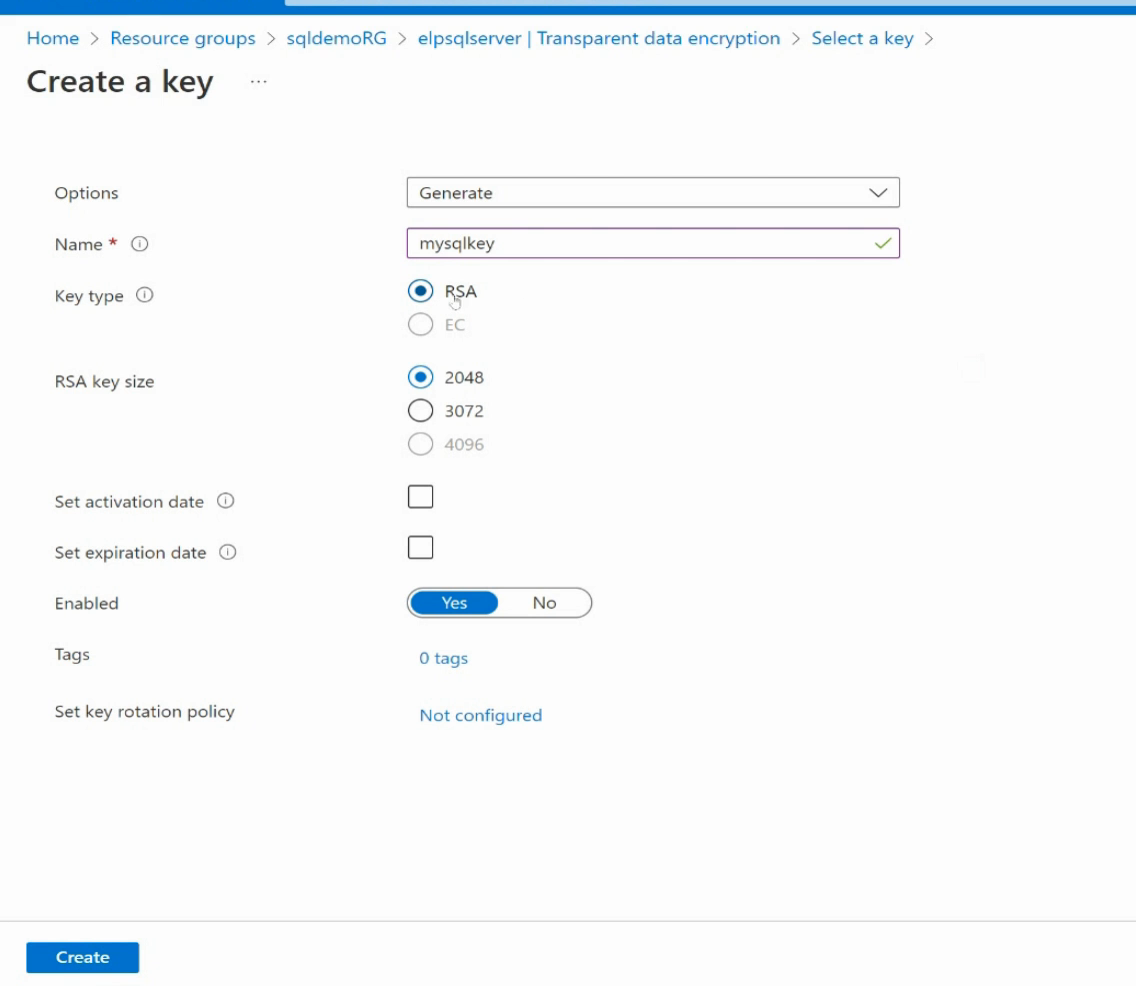 Home > Resource groups > sqldemoRG > elpsqlserver | Transparent data encryption > Select a key >
Create a key ...
Options Generate
Name * mysqlkey
Key type RSA
EC
RSA key size 2048
3072
4096
Set activation date
Set expiration date
Enabled Yes No
Tags 0 tags
Set key rotation policy Not configured
Create